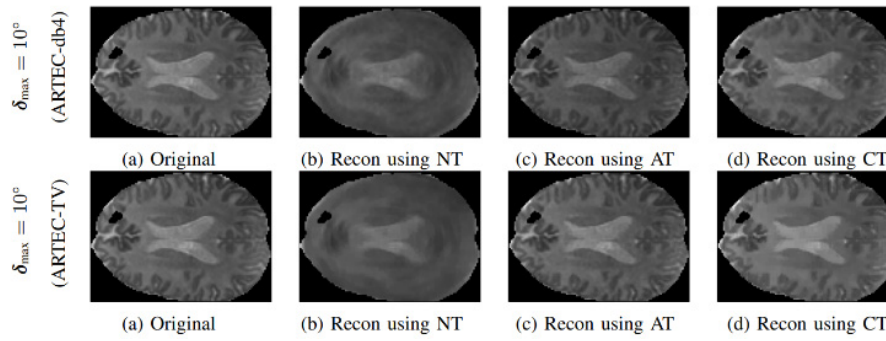 δmax = 10°
(ARTEC-db4)
(a) Original
(b) Recon using NT
(c) Recon using AT
(d) Recon using CT
δmax = 10°
(ARTEC-TV)
(a) Original
(b) Recon using NT
(c) Recon using AT
(d) Recon using CT